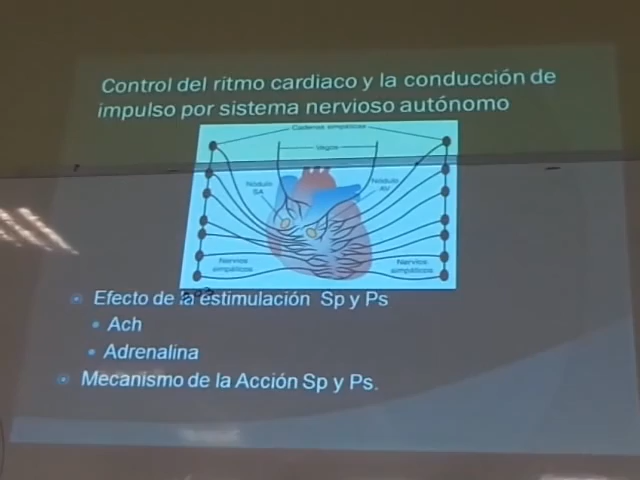 Control del ritmo cardiaco y la conducción de
impulso por sistema nervioso autónomo
Cadenas simpáticas
Vagos
Nódulo
SA
Nódulo
AV
Nervios
simpáticos
Nervios
simpáticos
Efecto de la estimulación Sp y Ps
Ach
Adrenalina
Mecanismo de la Acción Sp y Ps.